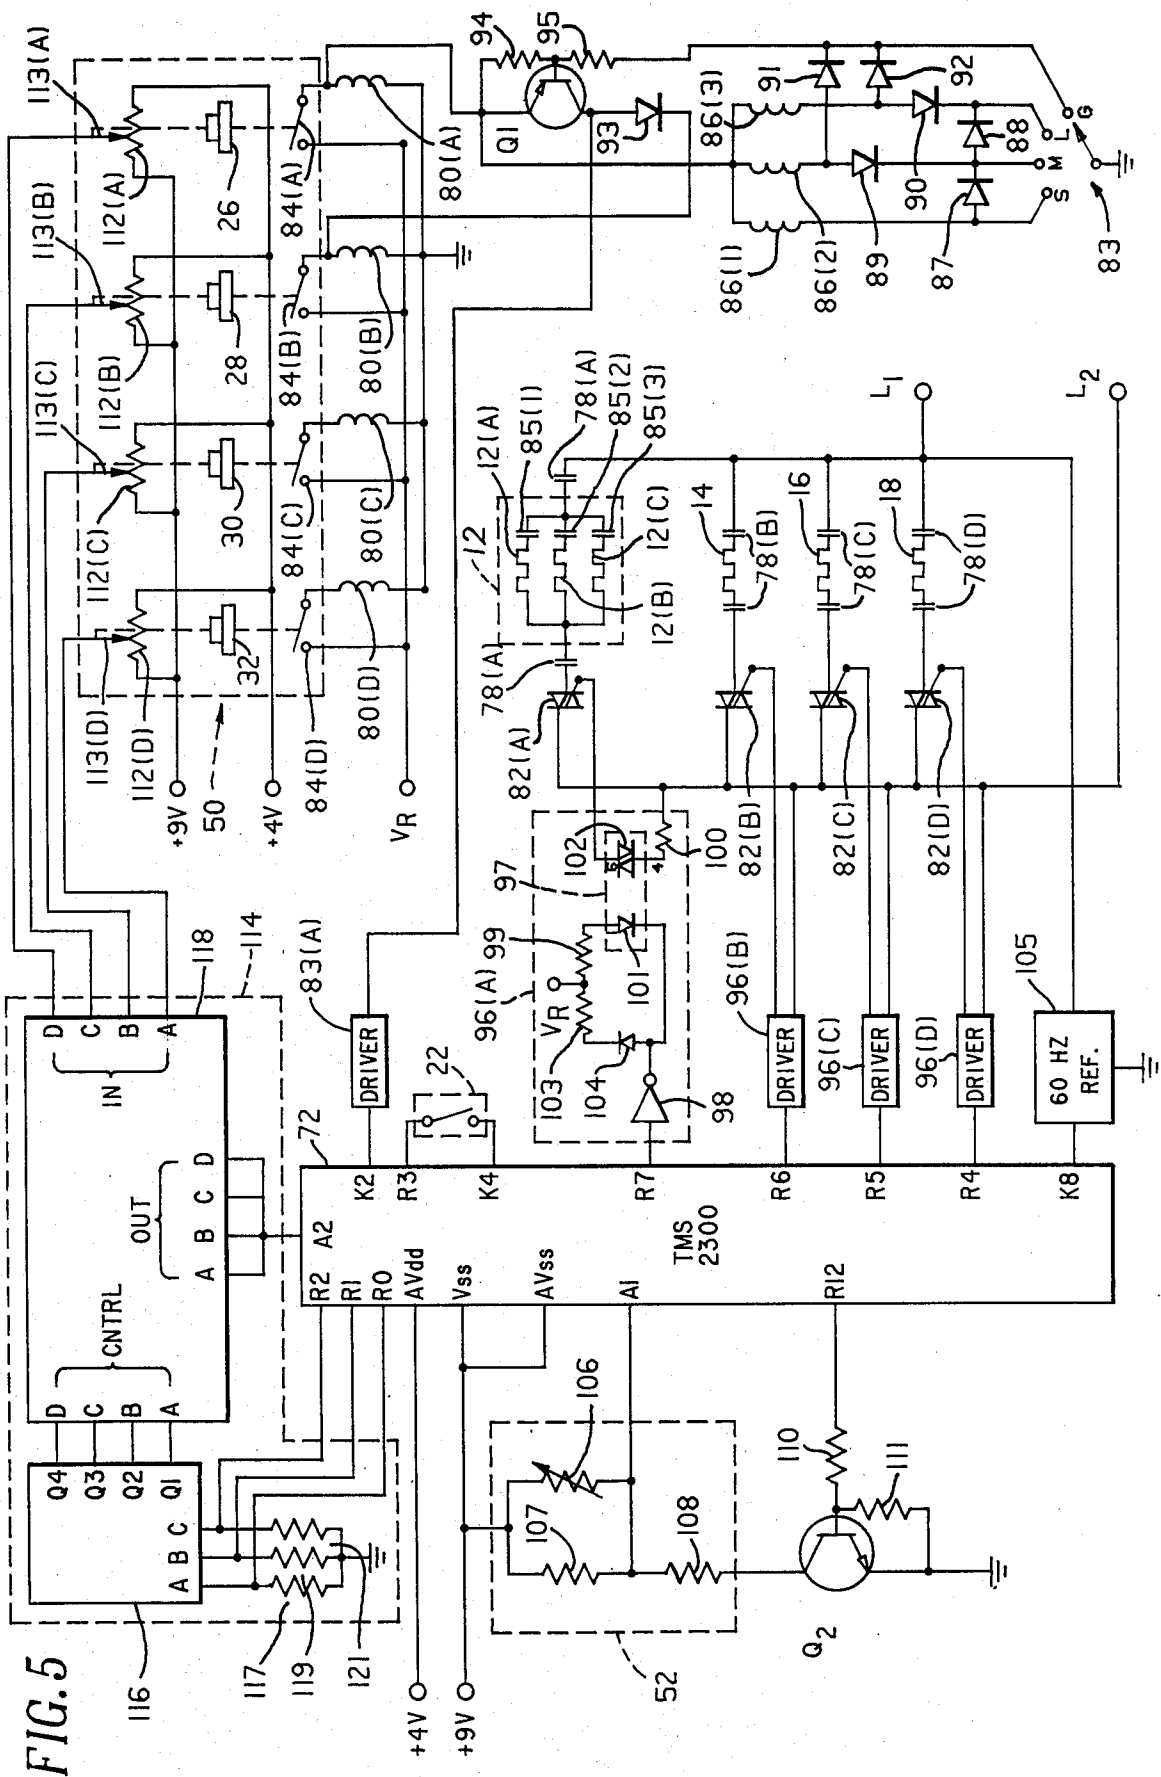 FIG.5
116
117
119
121
A B C
Q4
Q3
Q2
Q1
D
C
B
A
CNTRL
OUT
A B C D
IN
D
C
B
A
118
114
113(A)
113(B)
113(C)
113(D)
112(A)
112(B)
112(C)
112(D)
26
28
30
32
+9V
50
+4V
84(A)
84(B)
84(C)
84(D)
80(A)
80(B)
80(C)
80(D)
VR
72
R2
R1
R0
A2
AVdd
Vss
AVss
A1
R12
TMS
2300
K2
R3
K4
R7
R6
R5
R4
K8
+4V
+9V
52
106
107
108
110
111
Q2
83(A)
DRIVER
22
96(A)
VR
103
99
104
101
98
97
102
6
4
100
96(B)
DRIVER
96(C)
DRIVER
96(D)
DRIVER
105
60 HZ
REF.
82(A)
82(B)
82(C)
82(D)
78(A)
12
12(A)
12(B)
12(C)
85(1)
78(A)
85(2)
85(3)
14
78(B)
16
78(C)
18
78(D)
L1
L2
Q1
94
95
93
91
92
86(3)
86(1)
86(2)
89
90
87
88
S
M
L
G
83